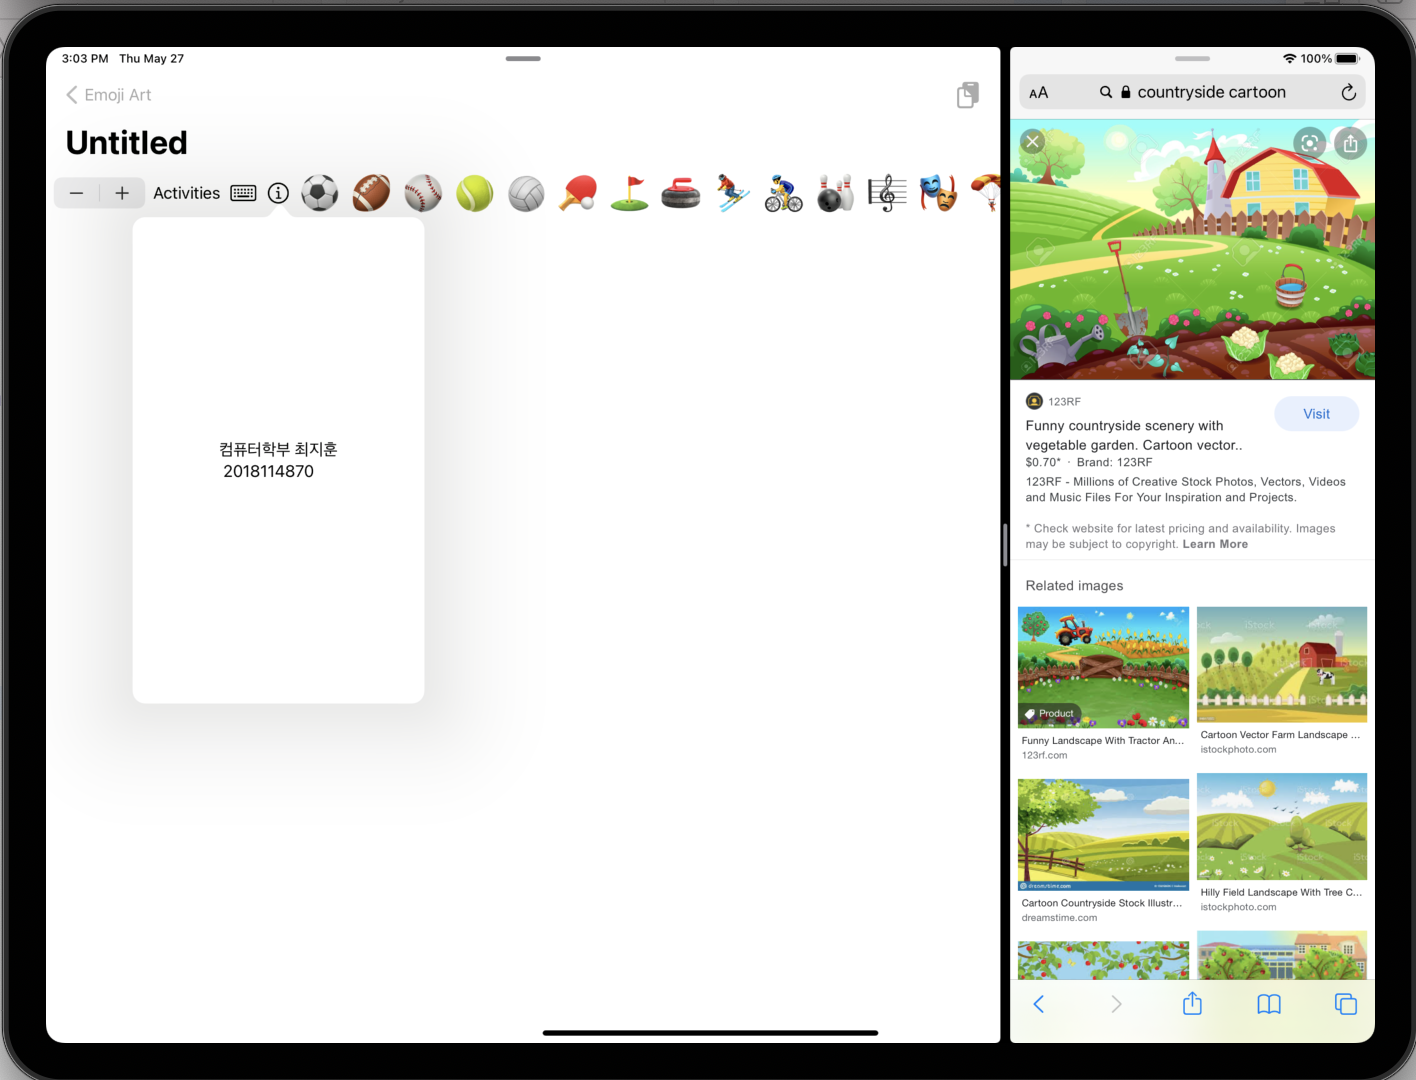 3:03 PM Thu May 27
Emoji Art
Untitled
Activities
컴퓨터학부 최지훈
2018114870
100%
AA countryside cartoon
123RF
Visit
Funny countryside scenery with
vegetable garden. Cartoon vector..
$0.70* · Brand: 123RF
123RF - Millions of Creative Stock Photos, Vectors, Videos
and Music Files For Your Inspiration and Projects.
* Check website for latest pricing and availability. Images
may be subject to copyright. Learn More
Related images
Product
Funny Landscape With Tractor An...
123rf.com
iStock
Cartoon Vector Farm Landscape ...
istockphoto.com
dreamstime.com
Cartoon Countryside Stock Illustr...
dreamstime.com
iStock
Hilly Field Landscape With Tree C...
istockphoto.com